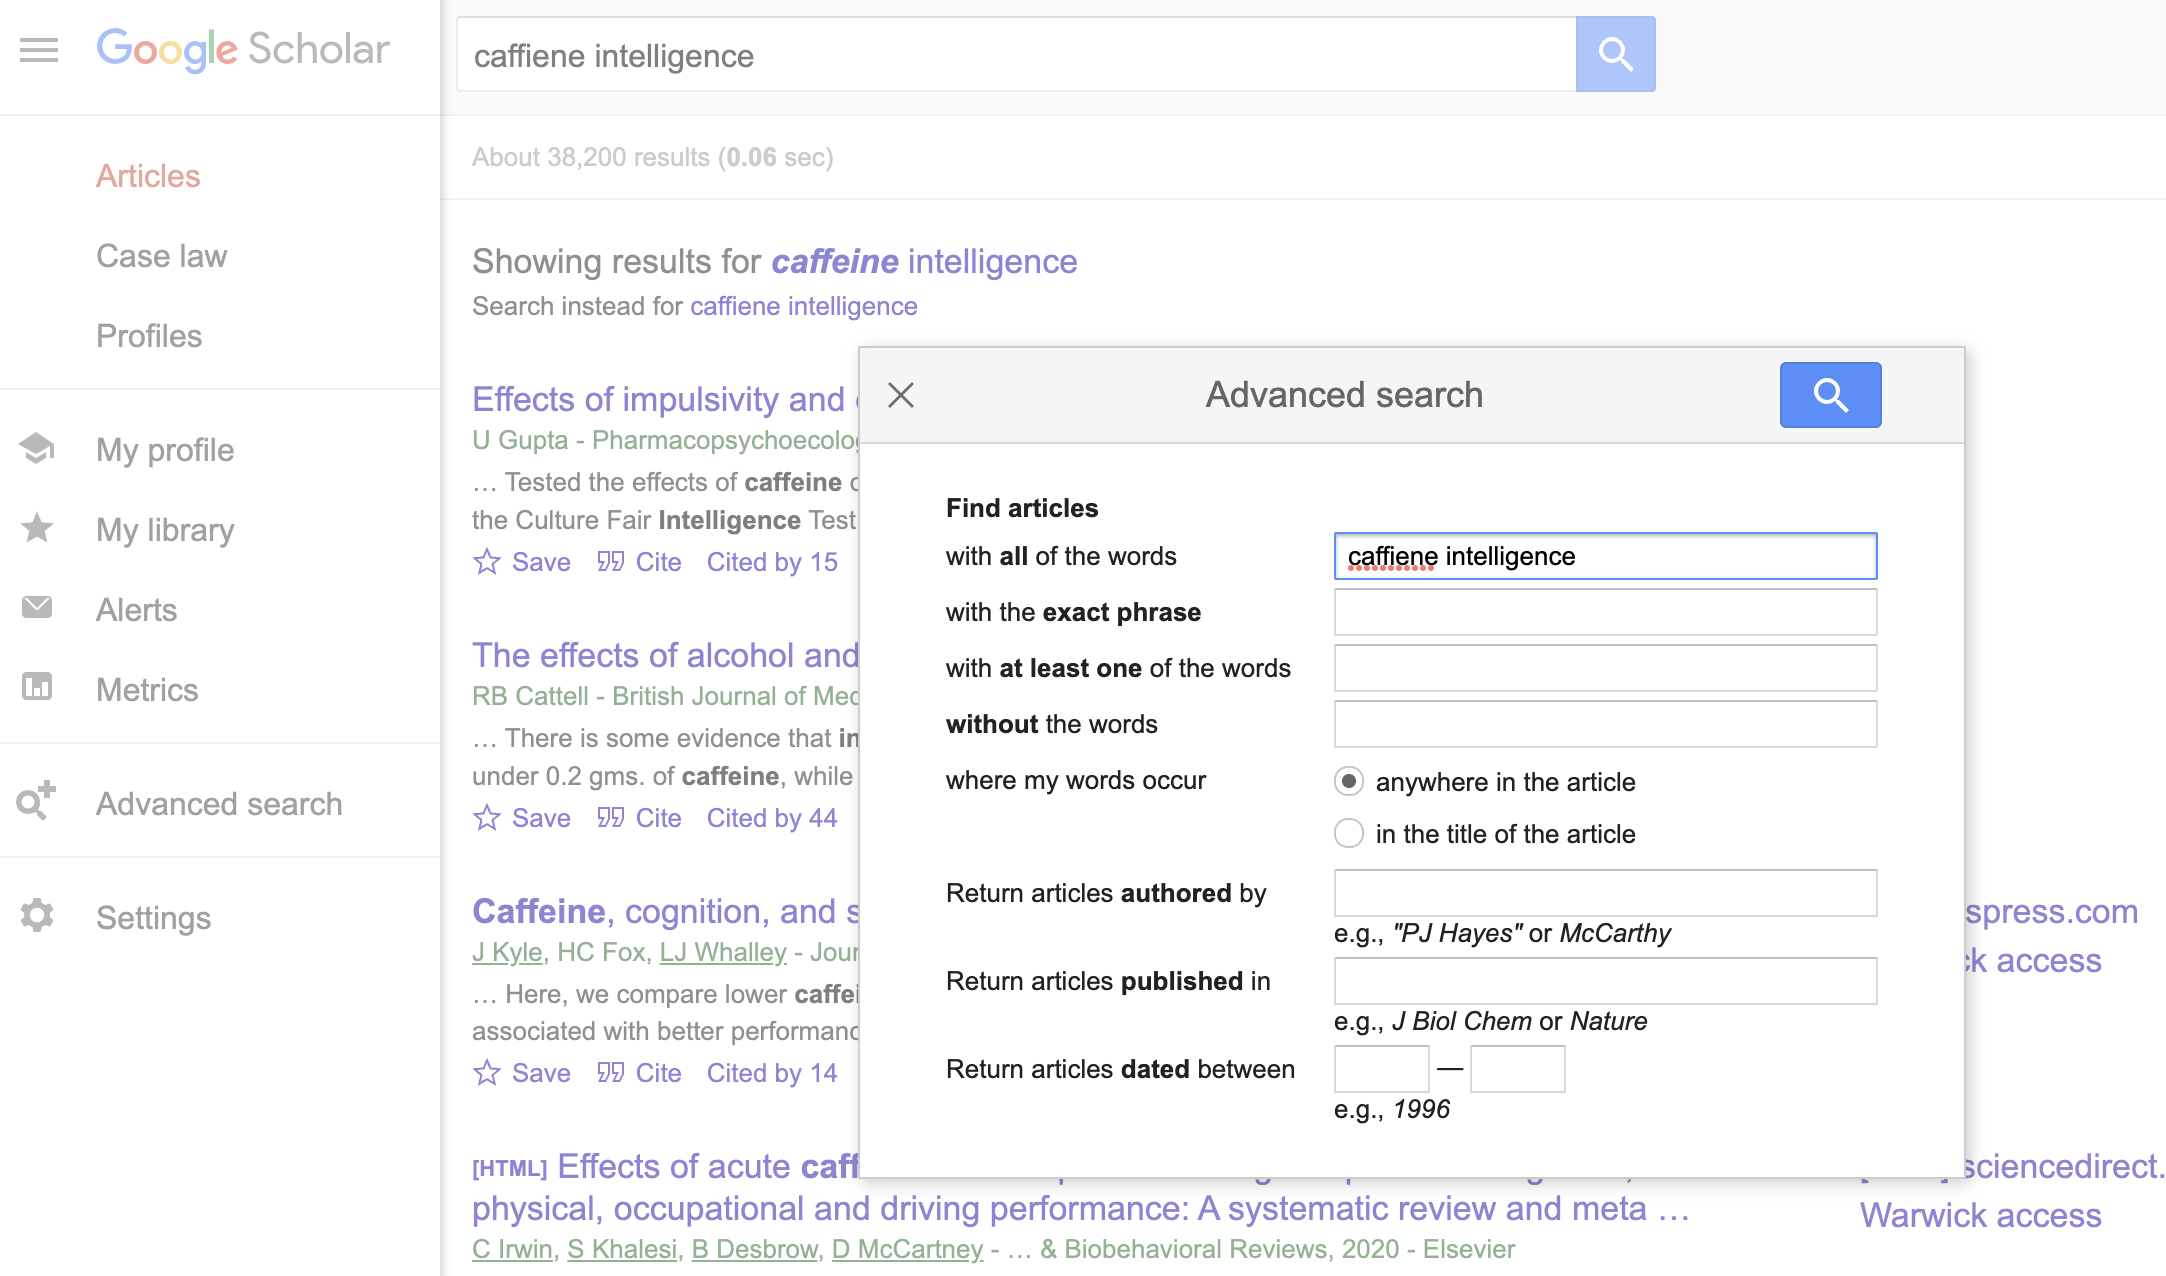 Google Scholar
caffiene intelligence
About 38,200 results (0.06 sec)
Articles
Case law
Profiles
My profile
My library
Alerts
Metrics
Advanced search
Settings
Showing results for caffeine intelligence
Search instead for caffiene intelligence
Effects of impulsivity and
U Gupta - Pharmacopsychoecolog
… Tested the effects of caffeine
the Culture Fair Intelligence Test
Save Cite Cited by 15
The effects of alcohol and
RB Cattell - British Journal of Med
… There is some evidence that in
under 0.2 gms. of caffeine, while
Save Cite Cited by 44
Caffeine, cognition, and s
J Kyle, HC Fox, LJ Whalley - Jour
… Here, we compare lower caffei
associated with better performanc
Save Cite Cited by 14
spress.com
ck access
[HTML] Effects of acute caff
physical, occupational and driving performance: A systematic review and meta …
C Irwin, S Khalesi, B Desbrow, D McCartney - … & Biobehavioral Reviews, 2020 - Elsevier
sciencedirect.
Warwick access
Advanced search
Find articles
with all of the words caffiene intelligence
with the exact phrase
with at least one of the words
without the words
where my words occur anywhere in the article
in the title of the article
Return articles authored by
e.g., "PJ Hayes" or McCarthy
Return articles published in
e.g., J Biol Chem or Nature
Return articles dated between —
e.g., 1996